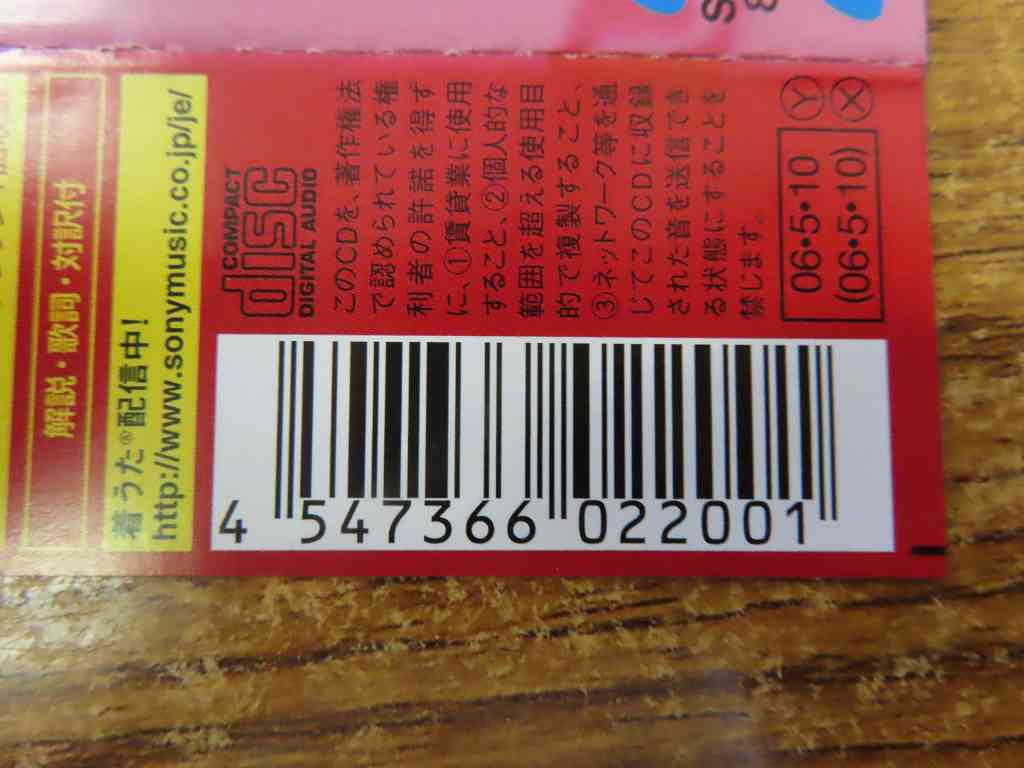 解説・歌詞・対訳付
着うた®配信中!
http://www.sonymusic.co.jp/je/
COMPACT
disc
DIGITAL AUDIO
このCDを、著作権法
で認められている権
利者の許諾を得ず
に、①賃貸業に使用
すること、②個人的な
範囲を超える使用目
的で複製すること、
③ネットワーク等を通
じてこのCDに収録
された音を送信でき
る状態にすることを
禁じます。
Ⓨ
06・5・10
Ⓧ
(06・5・10)
4 547366 022001